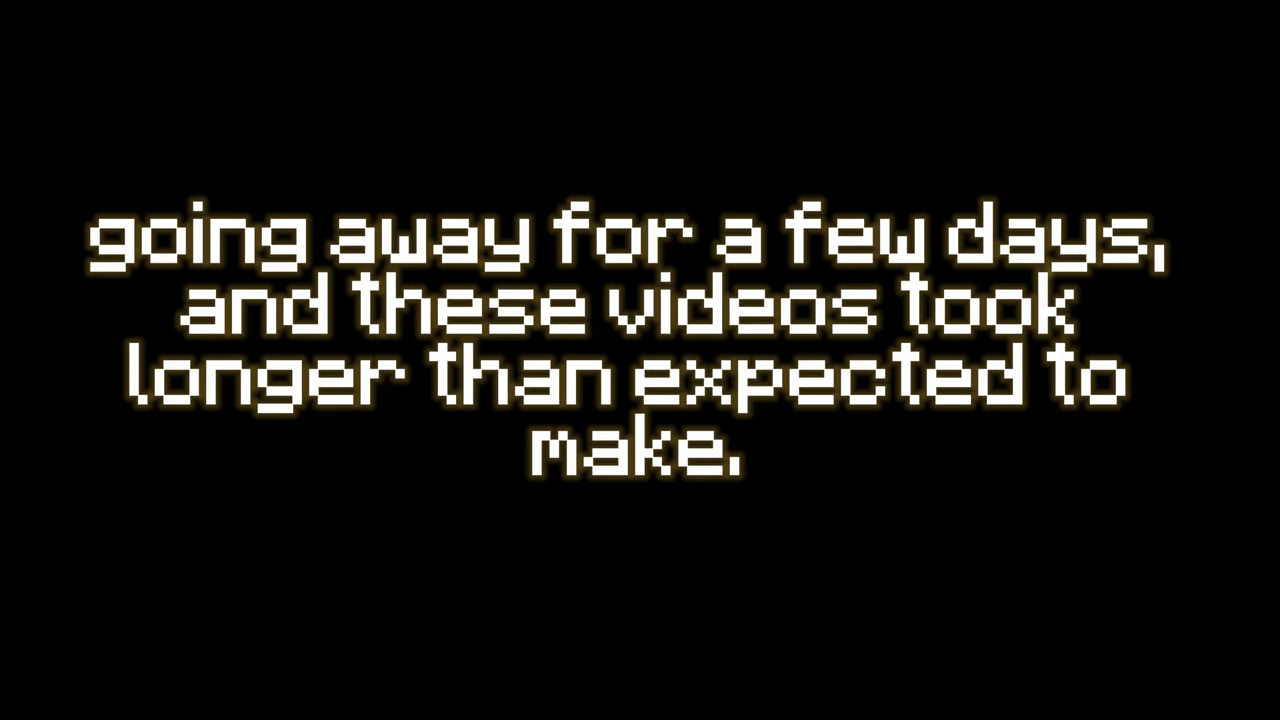 going away for a few days,
and these videos took
longer than expected to
make.